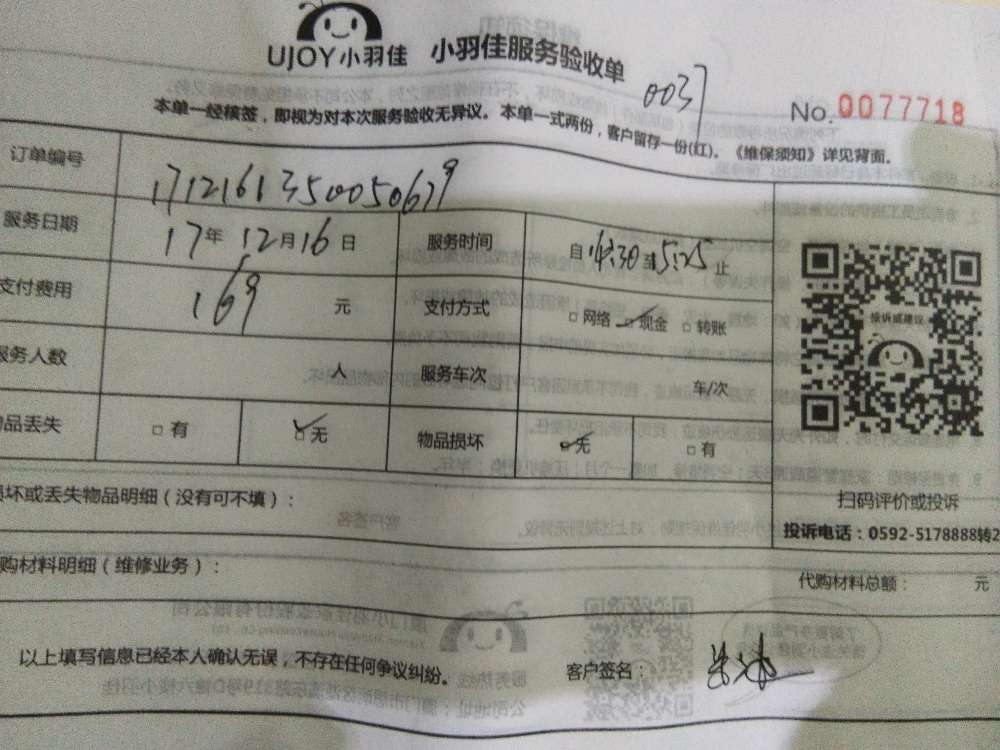 UJOY小羽佳 小羽佳服务验收单
0037
No. 0077718
本单一经核签，即视为对本次服务验收无异议。本单一式两份，客户留存一份(红)。《维保须知》详见背面。
订单编号 1712161350050679
服务日期 17年 12月 16日 服务时间 自 14:30 至 15:25 止
支付费用 169 元 支付方式 □网络 □现金 □转账
服务人数 人 服务车次 车/次
物品丢失 □有 □无 物品损坏 □无 □有
投诉或建议
扫码评价或投诉
投诉电话：0592-5178888转2
损坏或丢失物品明细（没有可不填）：
购材料明细（维修业务）： 代购材料总额： 元
以上填写信息已经本人确认无误，不存在任何争议纠纷。 客户签名：